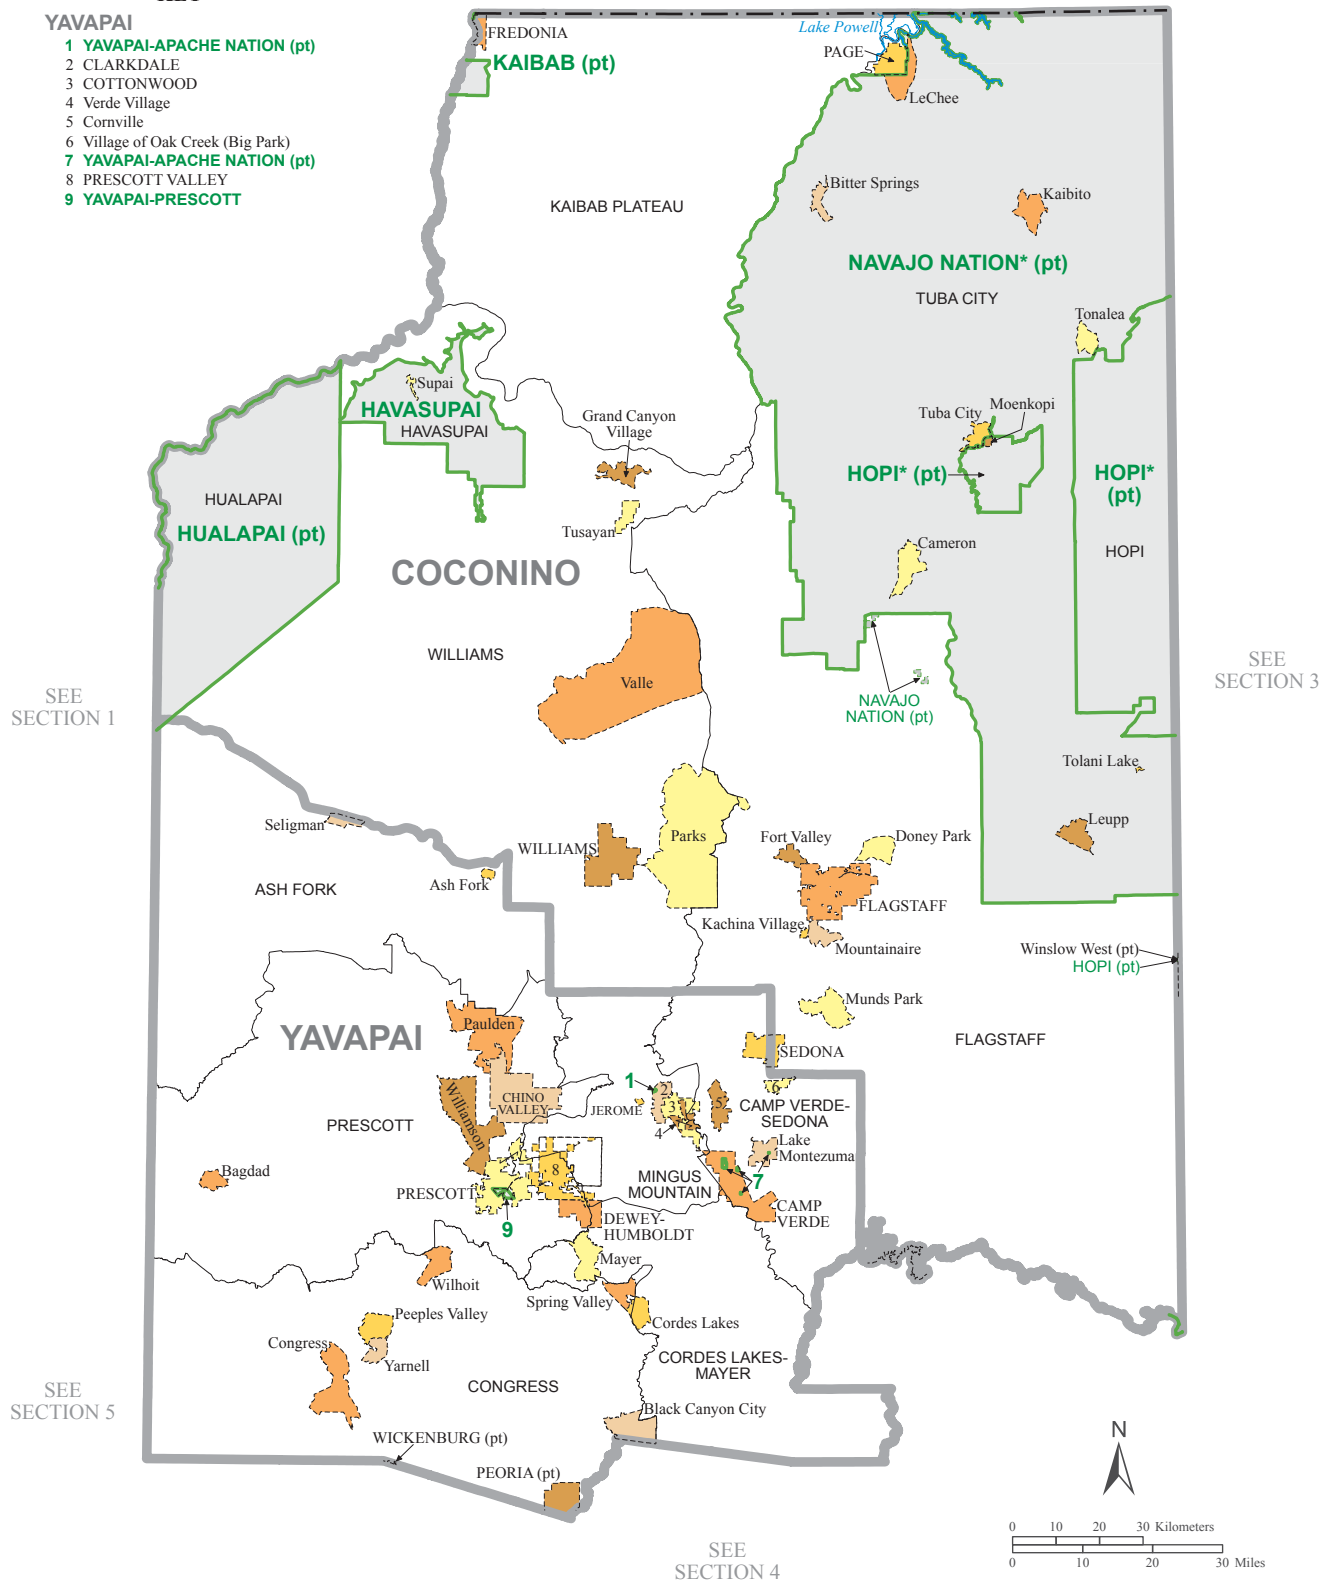 YAVAPAI
1 YAVAPAI-APACHE NATION (pt)
2 CLARKDALE
3 COTTONWOOD
4 Verde Village
5 Cornville
6 Village of Oak Creek (Big Park)
7 YAVAPAI-APACHE NATION (pt)
8 PRESCOTT VALLEY
9 YAVAPAI-PRESCOTT
FREDONIA
KAIBAB (pt)
Lake Powell
PAGE
LeChee
Bitter Springs
Kaibito
KAIBAB PLATEAU
NAVAJO NATION* (pt)
TUBA CITY
Tonalea
Supai
HAVASUPAI
HAVASUPAI
Grand Canyon
Village
Tuba City
Moenkopi
HOPI* (pt)
HOPI*
(pt)
HUALAPAI
HUALAPAI (pt)
Tusayan
Cameron
HOPI
COCONINO
WILLIAMS
Valle
SEE
SECTION 1
SEE
SECTION 3
NAVAJO
NATION (pt)
Tolani Lake
Seligman
WILLIAMS
Parks
Fort Valley
Doney Park
Leupp
Ash Fork
ASH FORK
FLAGSTAFF
Kachina Village
Mountainaire
Winslow West (pt)
HOPI (pt)
Munds Park
Paulden
YAVAPAI
SEDONA
FLAGSTAFF
1
2
6
Williamson
CHINO
VALLEY
JEROME
3
2
5
CAMP VERDE-
SEDONA
4
PRESCOTT
Lake
Montezuma
Bagdad
8
PRESCOTT
MINGUS
MOUNTAIN
7
9
DEWEY-
HUMBOLDT
CAMP
VERDE
Mayer
Wilhoit
Spring Valley
Peeples Valley
Cordes Lakes
Congress
Yarnell
CORDES LAKES-
MAYER
CONGRESS
SEE
SECTION 5
Black Canyon City
WICKENBURG (pt)
PEORIA (pt)
N
0 10 20 30 Kilometers
0 10 20 30 Miles
SEE
SECTION 4